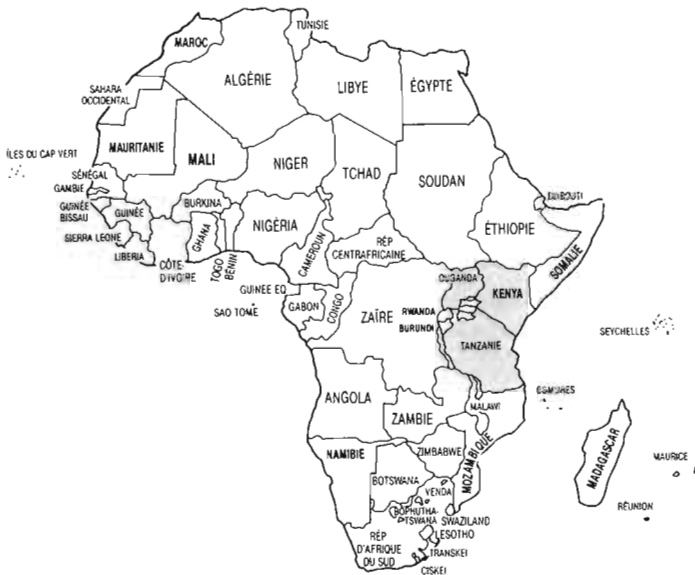 TUNISIE
MAROC
ALGÉRIE
LIBYE
ÉGYPTE
SAHARA
OCCIDENTAL
MAURITANIE
MALI
NIGER
TCHAD
SOUDAN
ÎLES DU CAP VERT
SÉNÉGAL
GAMBIE
GUINÉE
BISSAU
GUINÉE
BURKINA
NIGÉRIA
DJIBOUTI
ÉTHIOPIE
SOMALIE
SIERRA LEONE
LIBERIA
CÔTE-
D'IVOIRE
GHANA
TOGO
BÉNIN
CAMEROUN
RÉP
CENTRAFRICAINE
GUINÉE EQ
SAO TOMÉ
GABON
CONGO
ZAÏRE
OUGANDA
KENYA
RWANDA
BURUNDI
TANZANIE
SEYCHELLES
COMORES
ANGOLA
ZAMBIE
MALAWI
MOZAMBIQUE
NAMIBIE
ZIMBABWE
BOTSWANA
VENDA
BOPHUTHA-
TSWANA
SWAZILAND
LESOTHO
RÉP
D'AFRIQUE
DU SUD
TRANSKEI
CISKEI
MADAGASCAR
MAURICE
RÉUNION